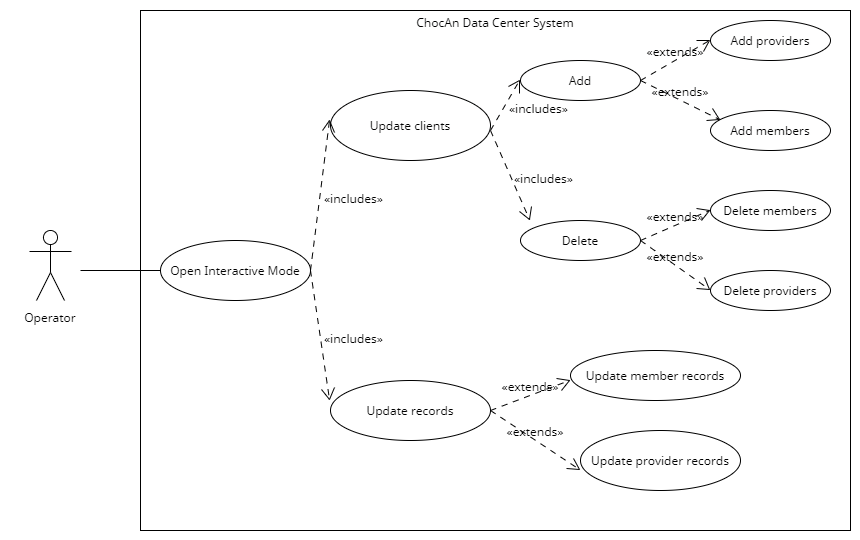 ChocAn Data Center System
«extends»
Add providers
Add
«extends»
Add members
«includes»
Update clients
«includes»
«includes»
Delete members
«extends»
Delete
«extends»
Delete providers
Open Interactive Mode
Operator
«includes»
Update member records
«extends»
Update records
«extends»
Update provider records